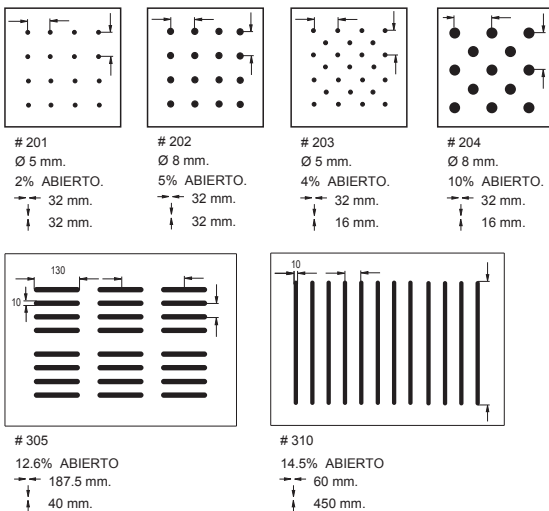 # 201
Ø 5 mm.
2% ABIERTO.
32 mm.
32 mm.
# 202
Ø 8 mm.
5% ABIERTO.
32 mm.
32 mm.
# 203
Ø 5 mm.
4% ABIERTO.
32 mm.
16 mm.
# 204
Ø 8 mm.
10% ABIERTO.
32 mm.
16 mm.
130
10
# 305
12.6% ABIERTO
187.5 mm.
40 mm.
10
# 310
14.5% ABIERTO
60 mm.
450 mm.